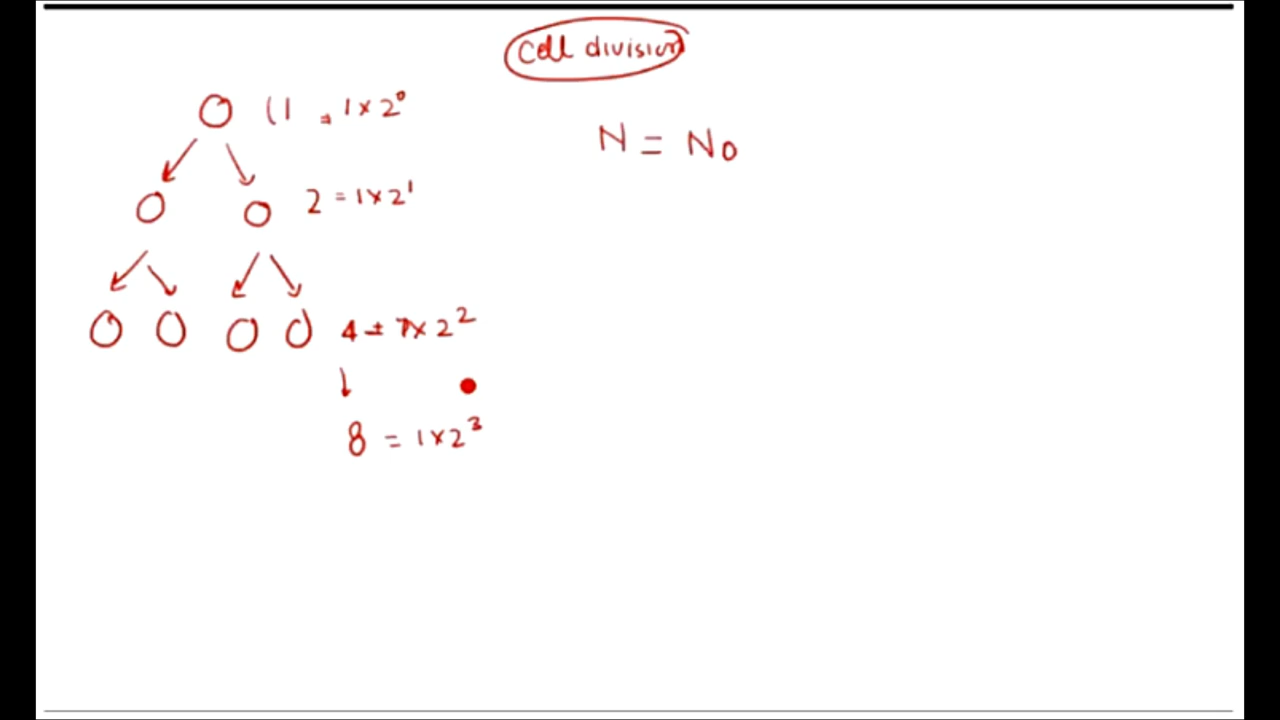 Cell division
(1 = 1 × 2⁰
N = N₀
2 = 1 × 2¹
4 = 1 × 2²
8 = 1 × 2³